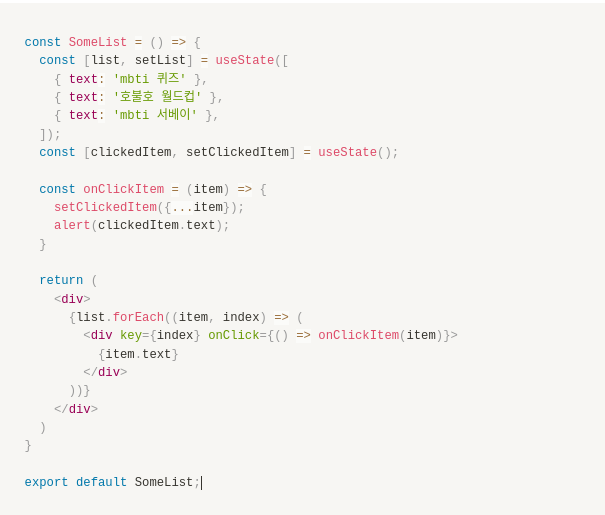 const SomeList = () => {
  const [list, setList] = useState([
    { text: 'mbti 퀴즈' },
    { text: '호불호 월드컵' },
    { text: 'mbti 서베이' },
  ]);
  const [clickedItem, setClickedItem] = useState();
  const onClickItem = (item) => {
    setClickedItem({...item});
    alert(clickedItem.text);
  }
  return (
    <div>
      {list.forEach((item, index) => (
        <div key={index} onClick={() => onClickItem(item)}>
          {item.text}
        </div>
      ))}
    </div>
  )
}
export default SomeList;